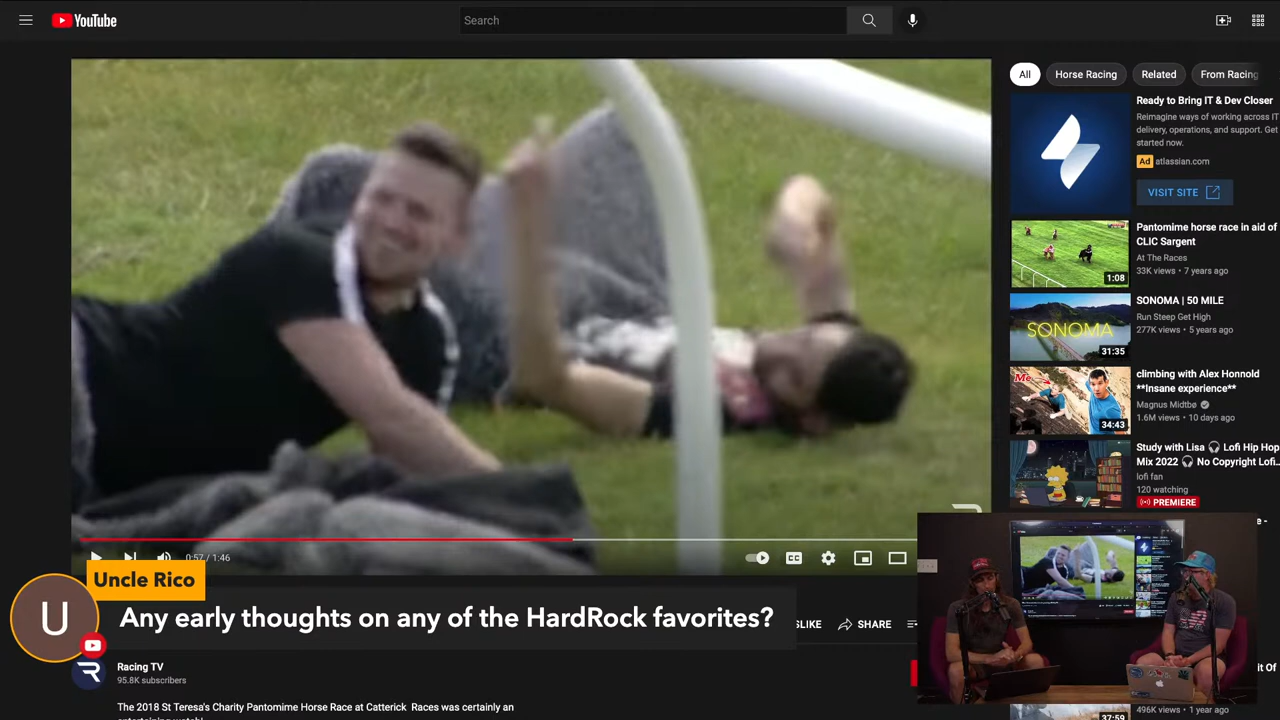 YouTube
Search
All
Horse Racing
Related
From Racing
Ready to Bring IT & Dev Closer
Reimagine ways of working across IT
delivery, operations, and support. Get
started now.
Ad atlassian.com
VISIT SITE
Pantomime horse race in aid of
CLIC Sargent
At The Races
33K views • 7 years ago
1:08
SONOMA | 50 MILE
Run Steep Get High
277K views • 5 years ago
SONOMA
31:35
climbing with Alex Honnold
**Insane experience**
Magnus Midtbø
1.6M views • 10 days ago
Me
34:43
Study with Lisa 🎧 Lofi Hip Hop
Mix 2022 🎧 No Copyright Lofi...
lofi fan
120 watching
PREMIERE
0:57 / 1:46
CC
Uncle Rico
U
Any early thoughts on any of the HardRock favorites?
SLIKE
SHARE
Racing TV
95.8K subscribers
The 2018 St Teresa's Charity Pantomime Horse Race at Catterick Races was certainly an
it Of
496K views • 1 year ago
37:59